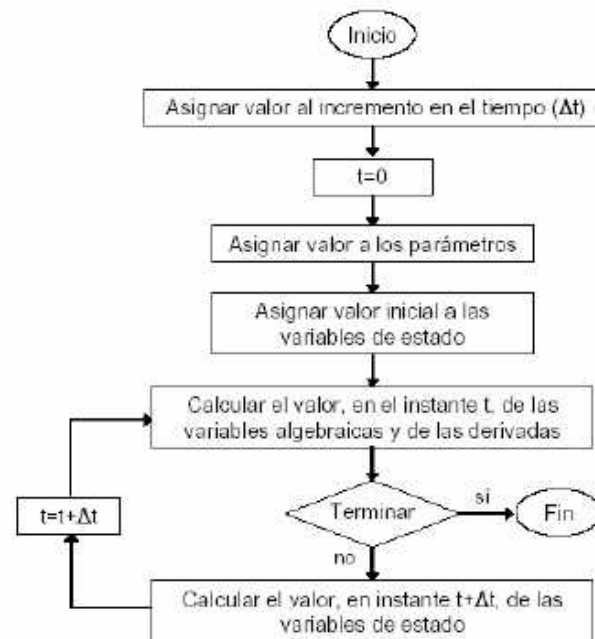 Inicio
Asignar valor al incremento en el tiempo (Δt)
t=0
Asignar valor a los parámetros
Asignar valor inicial a las
variables de estado
Calcular el valor, en el instante t, de las
variables algebraicas y de las derivadas
Terminar
si
Fin
no
t=t+Δt
Calcular el valor, en instante t+Δt, de las
variables de estado